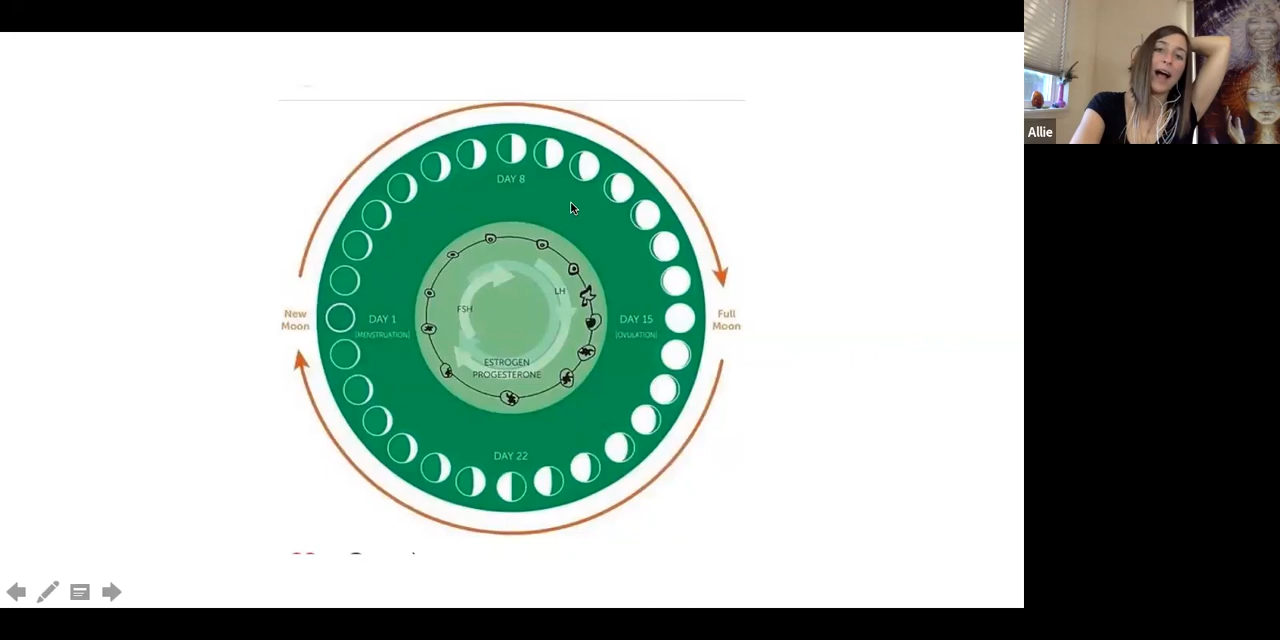 Allie
DAY 8
New
Moon
DAY 1
[MENSTRUATION]
FSH
LH
DAY 15
[OVULATION]
Full
Moon
ESTROGEN
PROGESTERONE
DAY 22